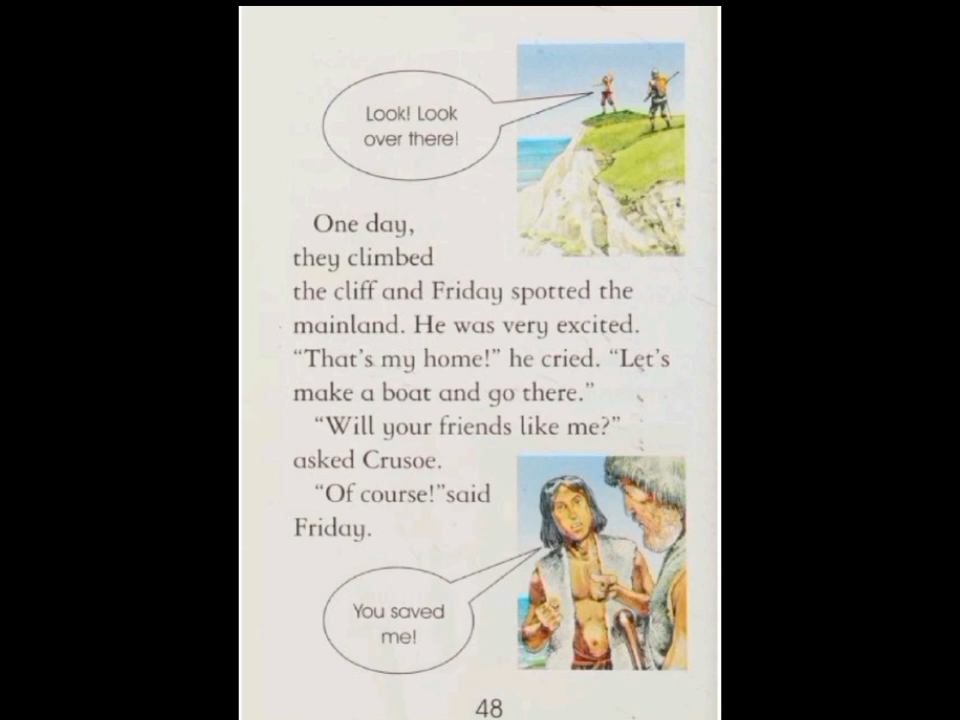 Look! Look
over there!
One day,
they climbed
the cliff and Friday spotted the
mainland. He was very excited.
“That’s my home!” he cried. “Let’s
make a boat and go there.”
“Will your friends like me?”
asked Crusoe.
“Of course!”said
Friday.
You saved
me!
48